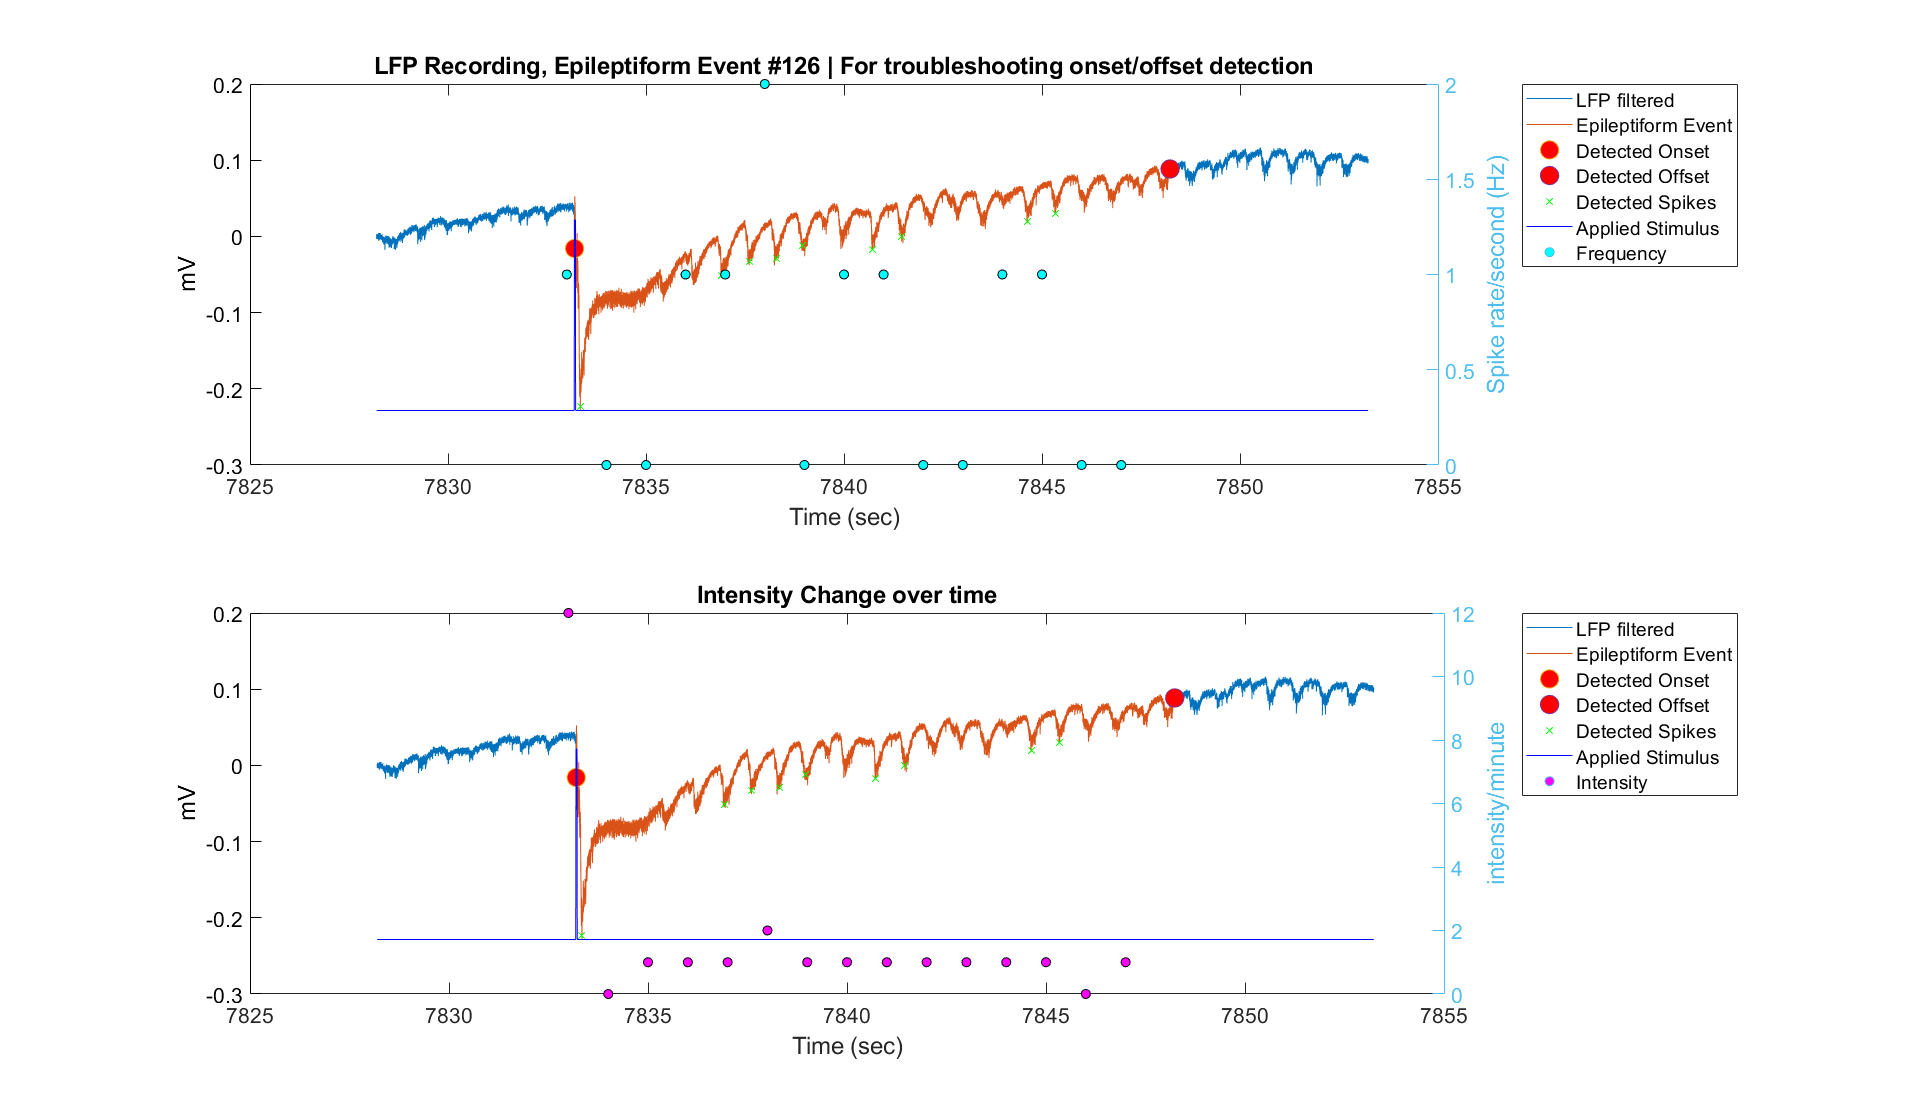 LFP Recording, Epileptiform Event #126 | For troubleshooting onset/offset detection
0.2
0.1
0
-0.1
-0.2
-0.3
mV
2
1.5
1
0.5
0
Spike rate/second (Hz)
7825 7830 7835 7840 7845 7850 7855
Time (sec)
LFP filtered
Epileptiform Event
Detected Onset
Detected Offset
Detected Spikes
Applied Stimulus
Frequency
Intensity Change over time
0.2
0.1
0
-0.1
-0.2
-0.3
mV
12
10
8
6
4
2
0
intensity/minute
7825 7830 7835 7840 7845 7850 7855
Time (sec)
LFP filtered
Epileptiform Event
Detected Onset
Detected Offset
Detected Spikes
Applied Stimulus
Intensity